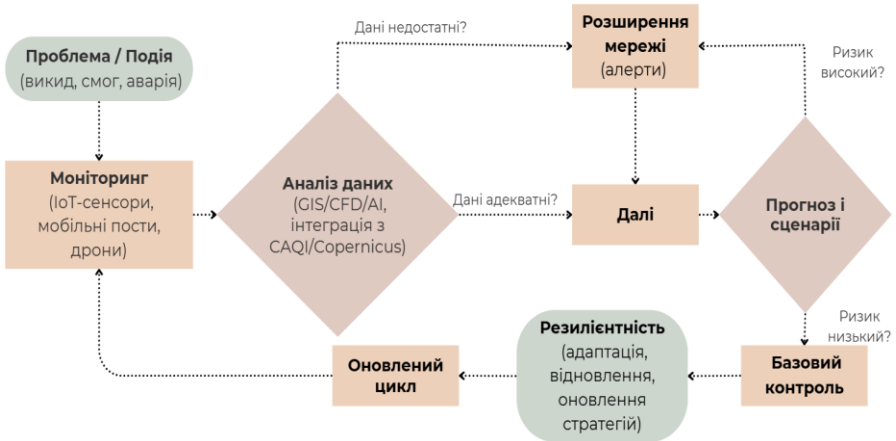 Проблема / Подія
(викид, смог, аварія)
Дані недостатні?
Розширення
мережі
(алерти)
Ризик
високий?
Моніторинг
(ІоТ-сенсори,
мобільні пости,
дрони)
Аналіз даних
(GIS/CFD/AI,
інтеграція з
CAQI/Copernicus)
Дані адекватні?
Далі
Прогноз і
сценарії
Ризик
низький?
Базовий
контроль
Резилієнтність
(адаптація,
відновлення,
оновлення
стратегій)
Оновлений
цикл